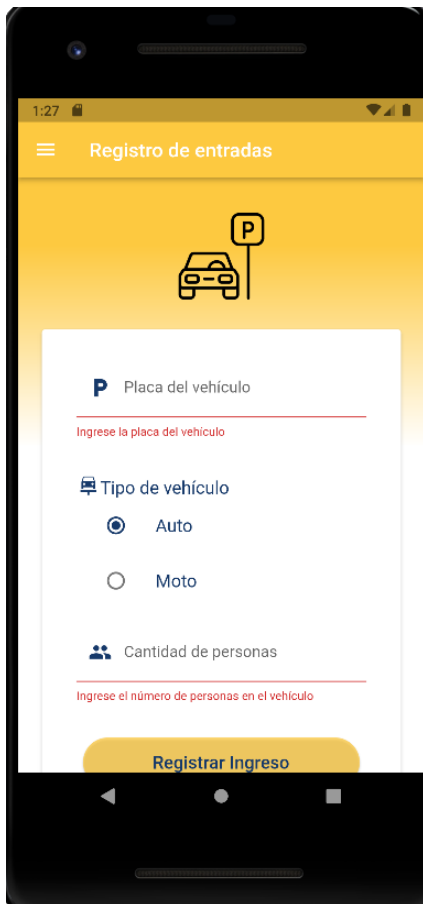 1:27
Registro de entradas
P
P Placa del vehículo
Ingrese la placa del vehículo
Tipo de vehículo
Auto
Moto
Cantidad de personas
Ingrese el número de personas en el vehículo
Registrar Ingreso